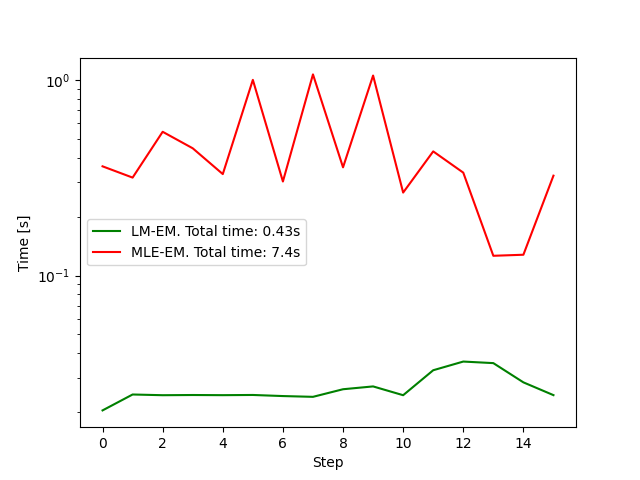 10⁰
Time [s]
LM-EM. Total time: 0.43s
MLE-EM. Total time: 7.4s
10⁻¹
0 2 4 6 8 10 12 14
Step